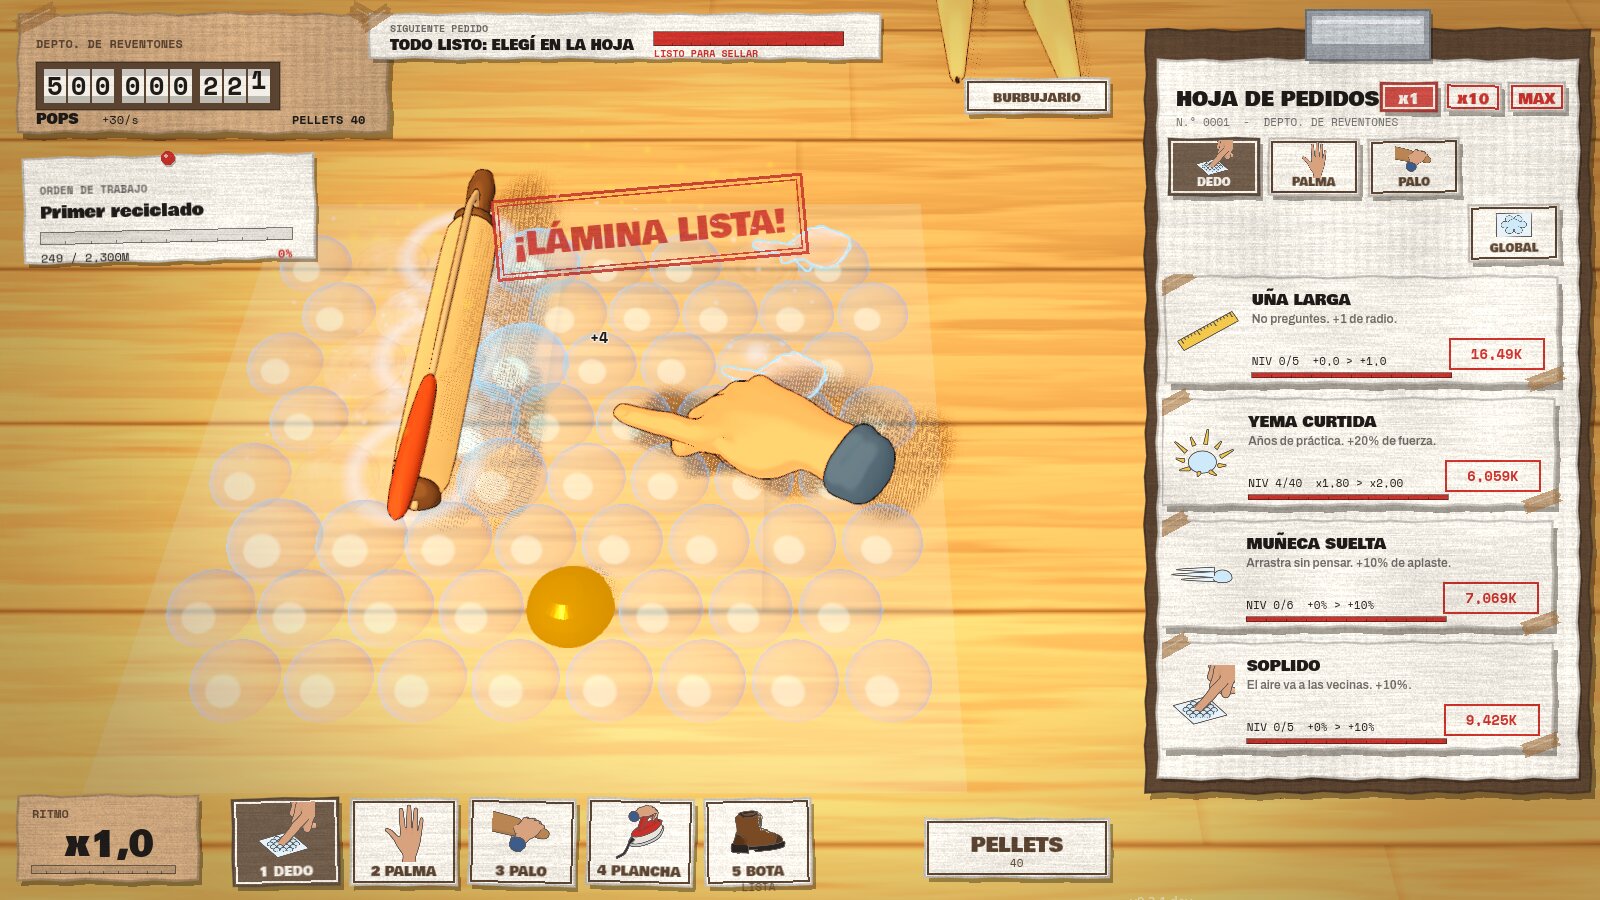 DEPTO. DE REVENTONES
500 000 221
POPS +30/s PELLETS 40
SIGUIENTE PEDIDO
TODO LISTO: ELEGÍ EN LA HOJA
LISTO PARA SELLAR
BURBUJARIO
ORDEN DE TRABAJO
Primer reciclado
249 / 2,300M 0%
¡LÁMINA LISTA!
+4
HOJA DE PEDIDOS x1 x10 MAX
N.° 0001 - DEPTO. DE REVENTONES
DEDO PALMA PALO
GLOBAL
UÑA LARGA
No preguntes. +1 de radio.
NIV 0/5 +0,0 > +1,0 16,49K
YEMA CURTIDA
Años de práctica. +20% de fuerza.
NIV 4/40 x1,80 > x2,00 6,059K
MUÑECA SUELTA
Arrastra sin pensar. +10% de aplaste.
NIV 0/6 +0% > +10% 7,069K
SOPLIDO
El aire va a las vecinas. +10%.
NIV 0/5 +0% > +10% 9,425K
RITMO
x1,0
1 DEDO 2 PALMA 3 PALO 4 PLANCHA 5 BOTA
LISTA
PELLETS
40